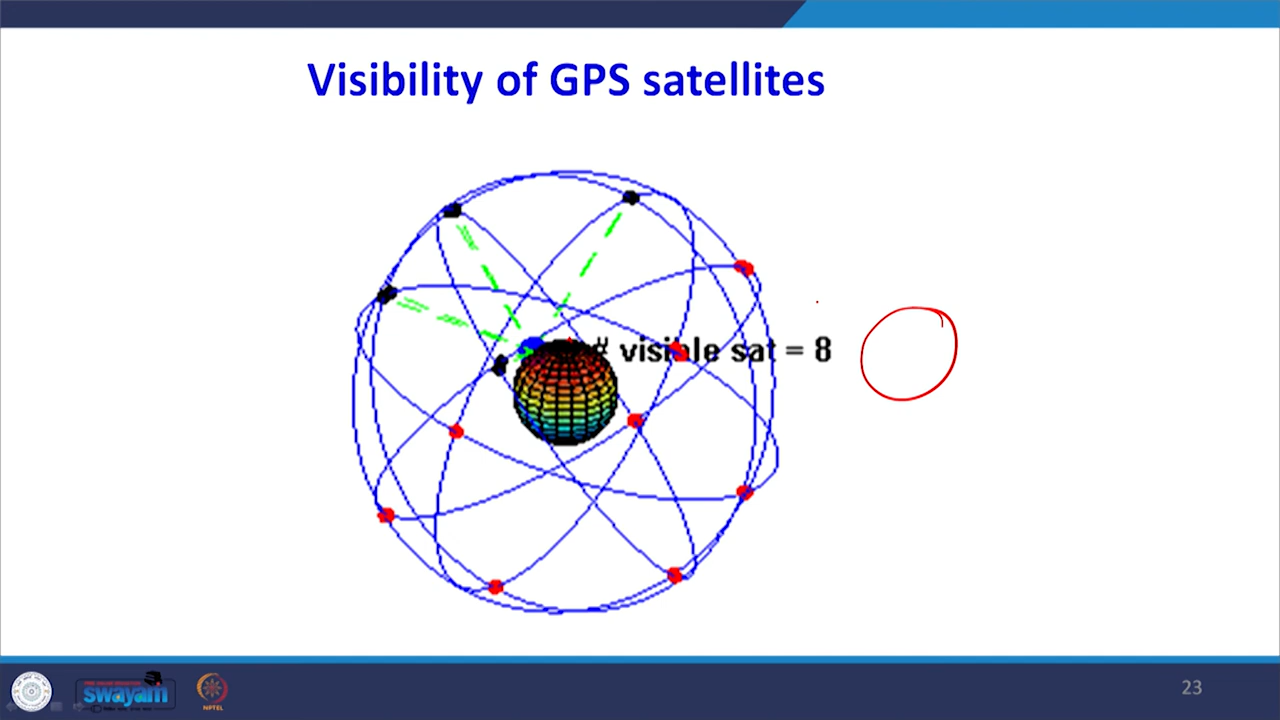 Visibility of GPS satellites
# visible sat = 8
swayam
NPTEL
23